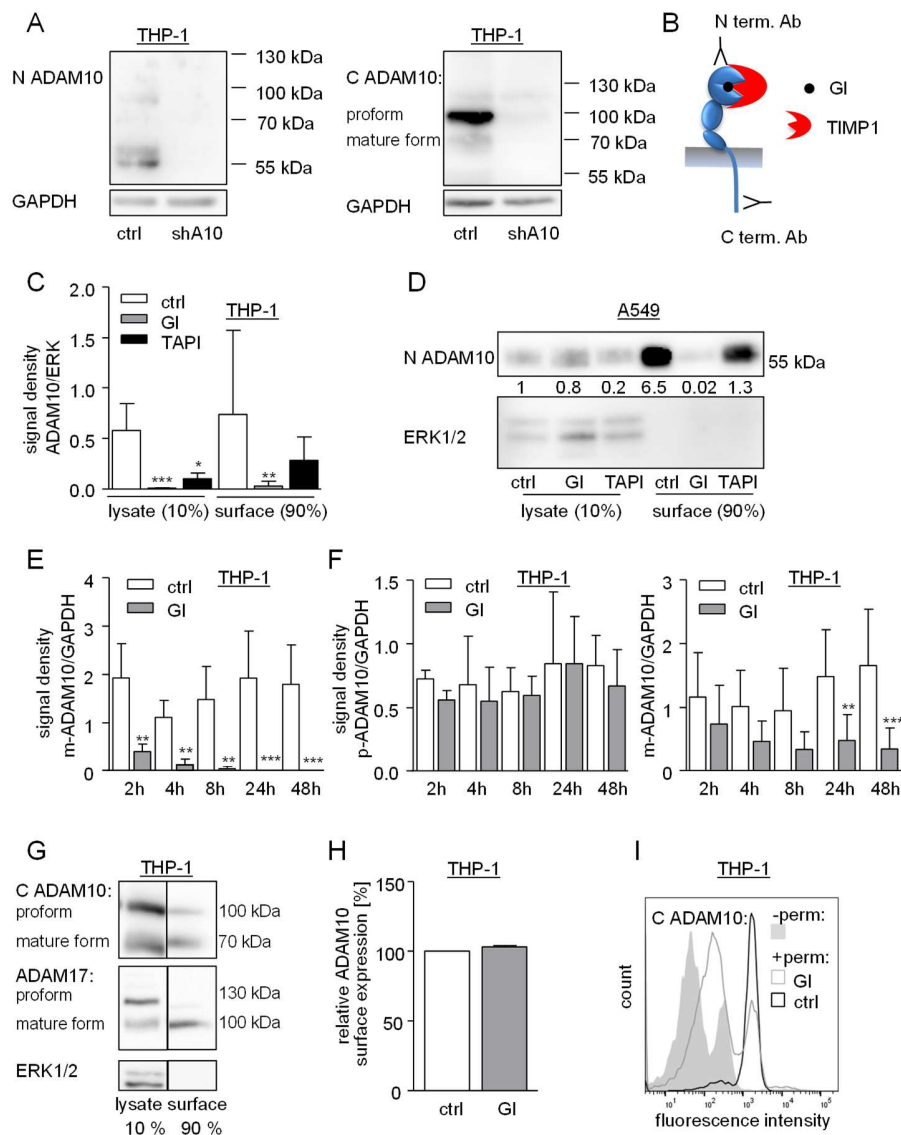 A
THP-1
N ADAM10
130 kDa
100 kDa
70 kDa
55 kDa
GAPDH
ctrl shA10
THP-1
C ADAM10:
proform
mature form
130 kDa
100 kDa
70 kDa
55 kDa
GAPDH
ctrl shA10
B
N term. Ab
GI
TIMP1
C term. Ab
C
THP-1
ctrl
GI
TAPI
signal density
ADAM10/ERK
2.0
1.5
1.0
0.5
0.0
*** * **
lysate (10%) surface (90%)
D
A549
N ADAM10
55 kDa
1 0.8 0.2 6.5 0.02 1.3
ERK1/2
ctrl GI TAPI ctrl GI TAPI
lysate (10%) surface (90%)
E
THP-1
ctrl
GI
signal density
m-ADAM10/GAPDH
4
3
2
1
0
** ** ** *** ***
2h 4h 8h 24h 48h
F
THP-1
ctrl
GI
signal density
p-ADAM10/GAPDH
1.5
1.0
0.5
0.0
2h 4h 8h 24h 48h
THP-1
ctrl
GI
m-ADAM10/GAPDH
3
2
1
0
** ***
2h 4h 8h 24h 48h
G
THP-1
C ADAM10:
proform
100 kDa
mature form
70 kDa
ADAM17:
proform
130 kDa
mature form
100 kDa
ERK1/2
lysate surface
10 % 90 %
H
THP-1
relative ADAM10
surface expression [%]
150
100
50
0
ctrl GI
I
THP-1
C ADAM10:
-perm:
+perm:
GI
ctrl
count
10¹ 10² 10³ 10⁴ 10⁵
fluorescence intensity